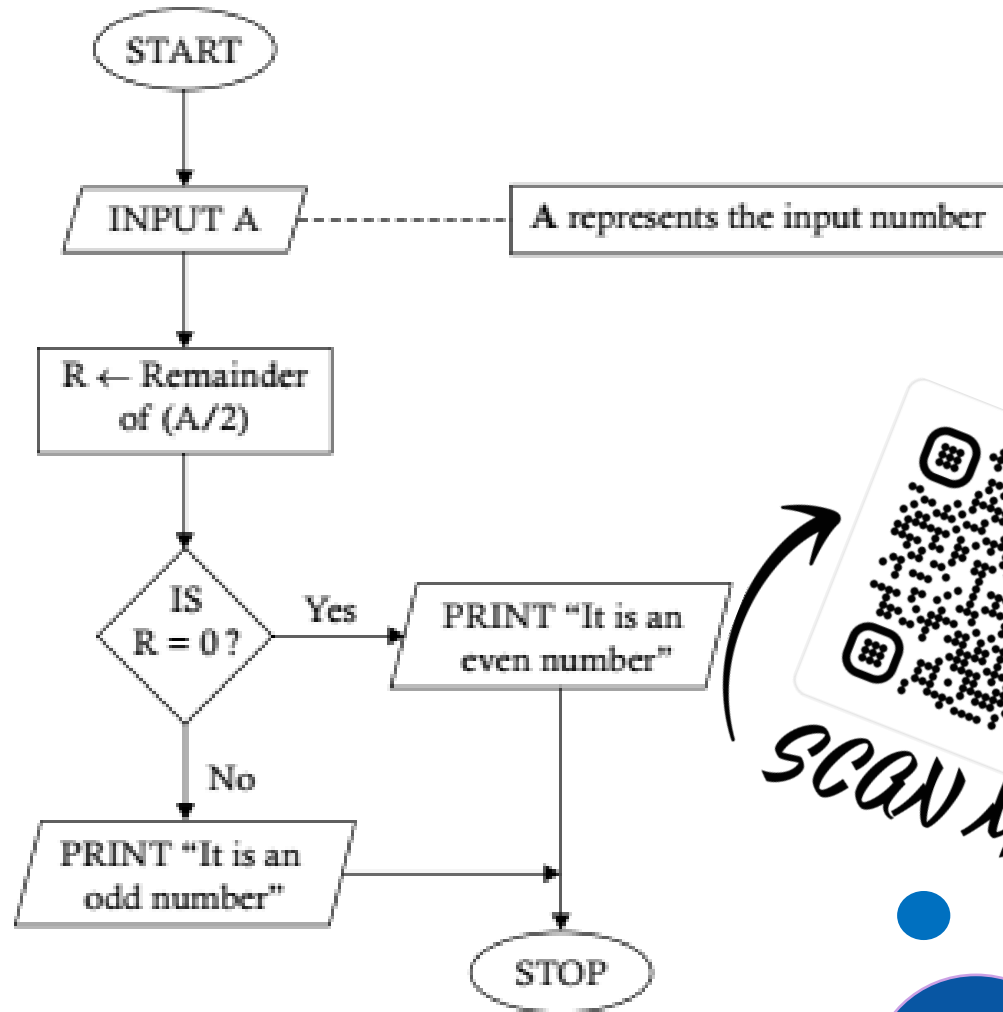 START
INPUT A
A represents the input number
R ← Remainder
of (A/2)
IS
R = 0 ?
Yes
PRINT “It is an
even number”
No
PRINT “It is an
odd number”
STOP
SCAN